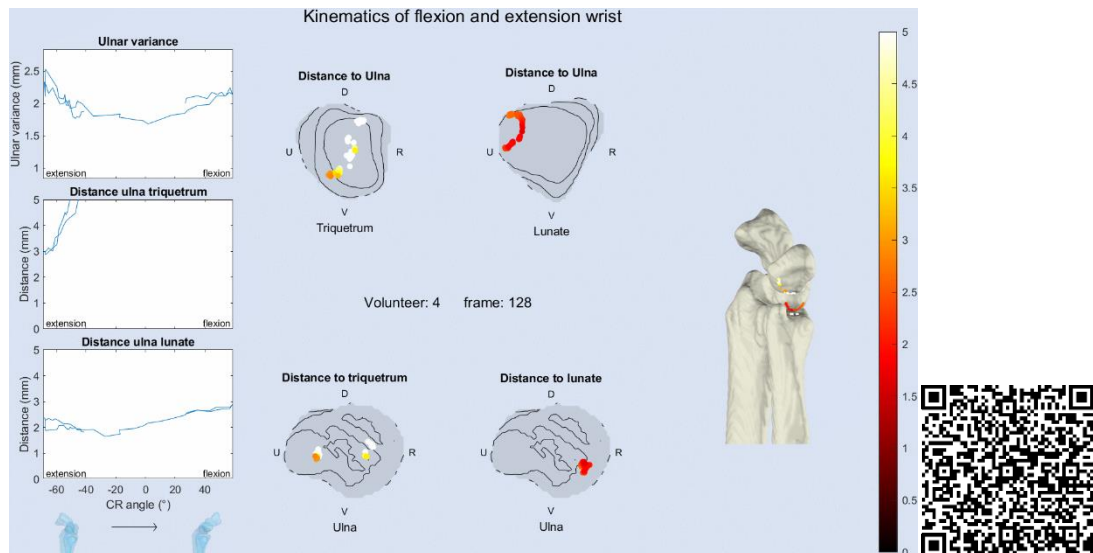 Kinematics of flexion and extension wrist
Ulnar variance
Ulnar variance (mm)
2.5
2
1.5
1
extension
flexion
Distance ulna triquetrum
Distance (mm)
5
4
3
2
1
0
extension
flexion
Distance ulna lunate
Distance (mm)
5
4
3
2
1
0
extension
flexion
-60 -40 -20 0 20 40
CR angle (°)
Distance to Ulna
D
U R
V
Triquetrum
Distance to Ulna
D
U R
V
Lunate
Volunteer: 4 frame: 128
Distance to triquetrum
D
U R
V
Ulna
Distance to lunate
D
U R
V
Ulna
5
4.5
4
3.5
3
2.5
2
1.5
1
0.5
0